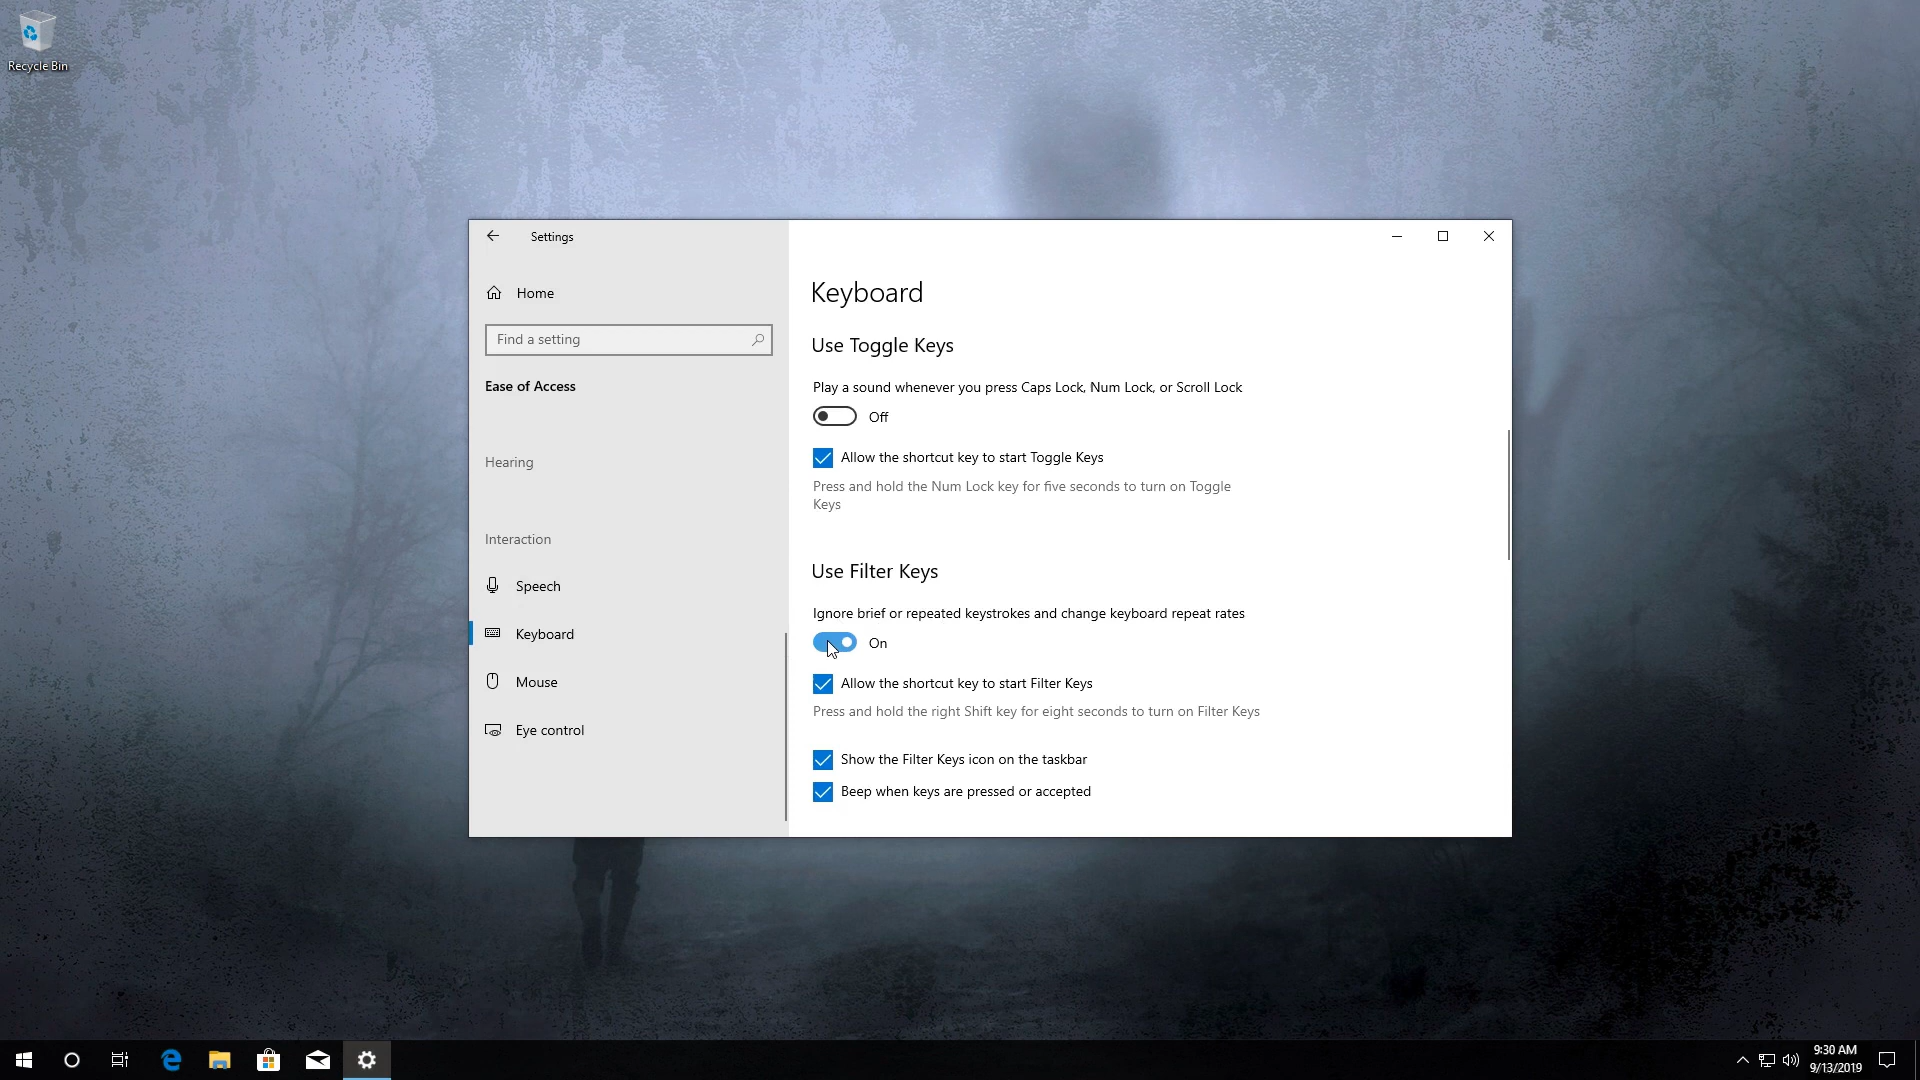 Recycle Bin
Settings
Home
Find a setting
Ease of Access
Hearing
Interaction
Speech
Keyboard
Mouse
Eye control
Keyboard
Use Toggle Keys
Play a sound whenever you press Caps Lock, Num Lock, or Scroll Lock
Off
Allow the shortcut key to start Toggle Keys
Press and hold the Num Lock key for five seconds to turn on Toggle
Keys
Use Filter Keys
Ignore brief or repeated keystrokes and change keyboard repeat rates
On
Allow the shortcut key to start Filter Keys
Press and hold the right Shift key for eight seconds to turn on Filter Keys
Show the Filter Keys icon on the taskbar
Beep when keys are pressed or accepted
9:30 AM
9/13/2019